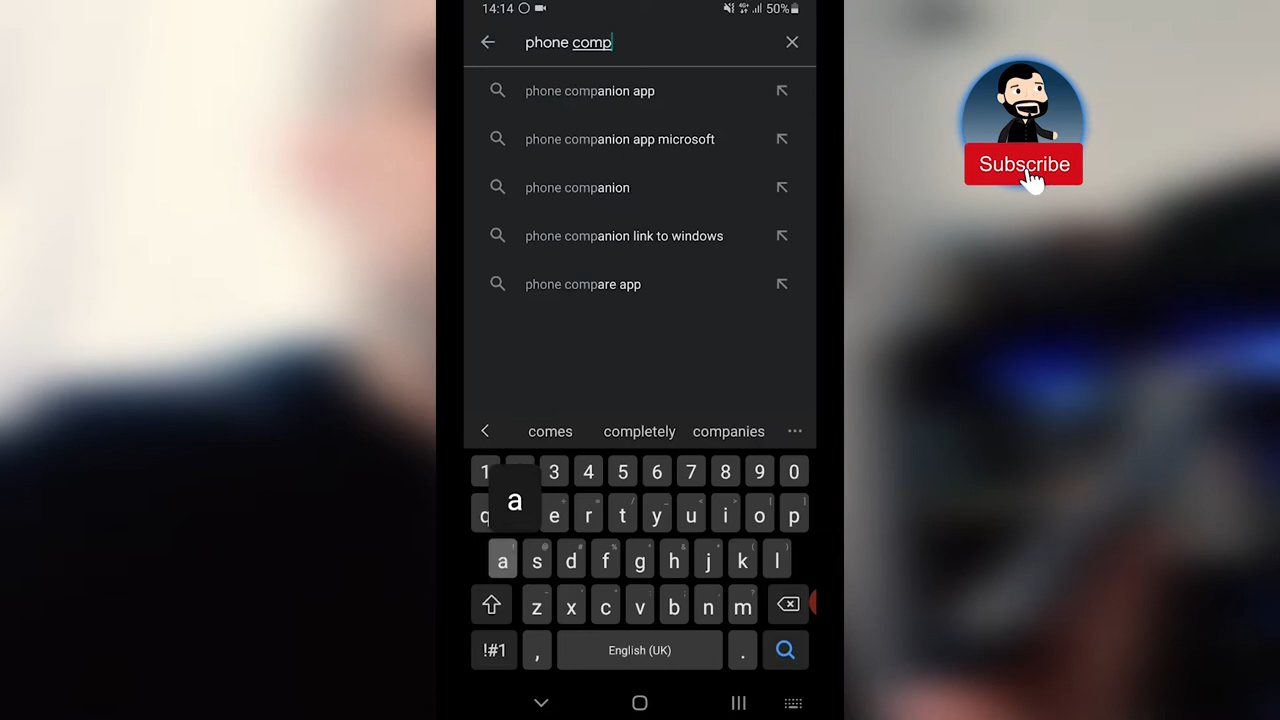 14:14 50%
phone comp
phone companion app
phone companion app microsoft
phone companion
phone companion link to windows
phone compare app
comes completely companies
1 3 4 5 6 7 8 9 0
a
q e r t y u i o p
a s d f g h j k l
z x c v b n m
!#1 , English (UK) .
Subscribe